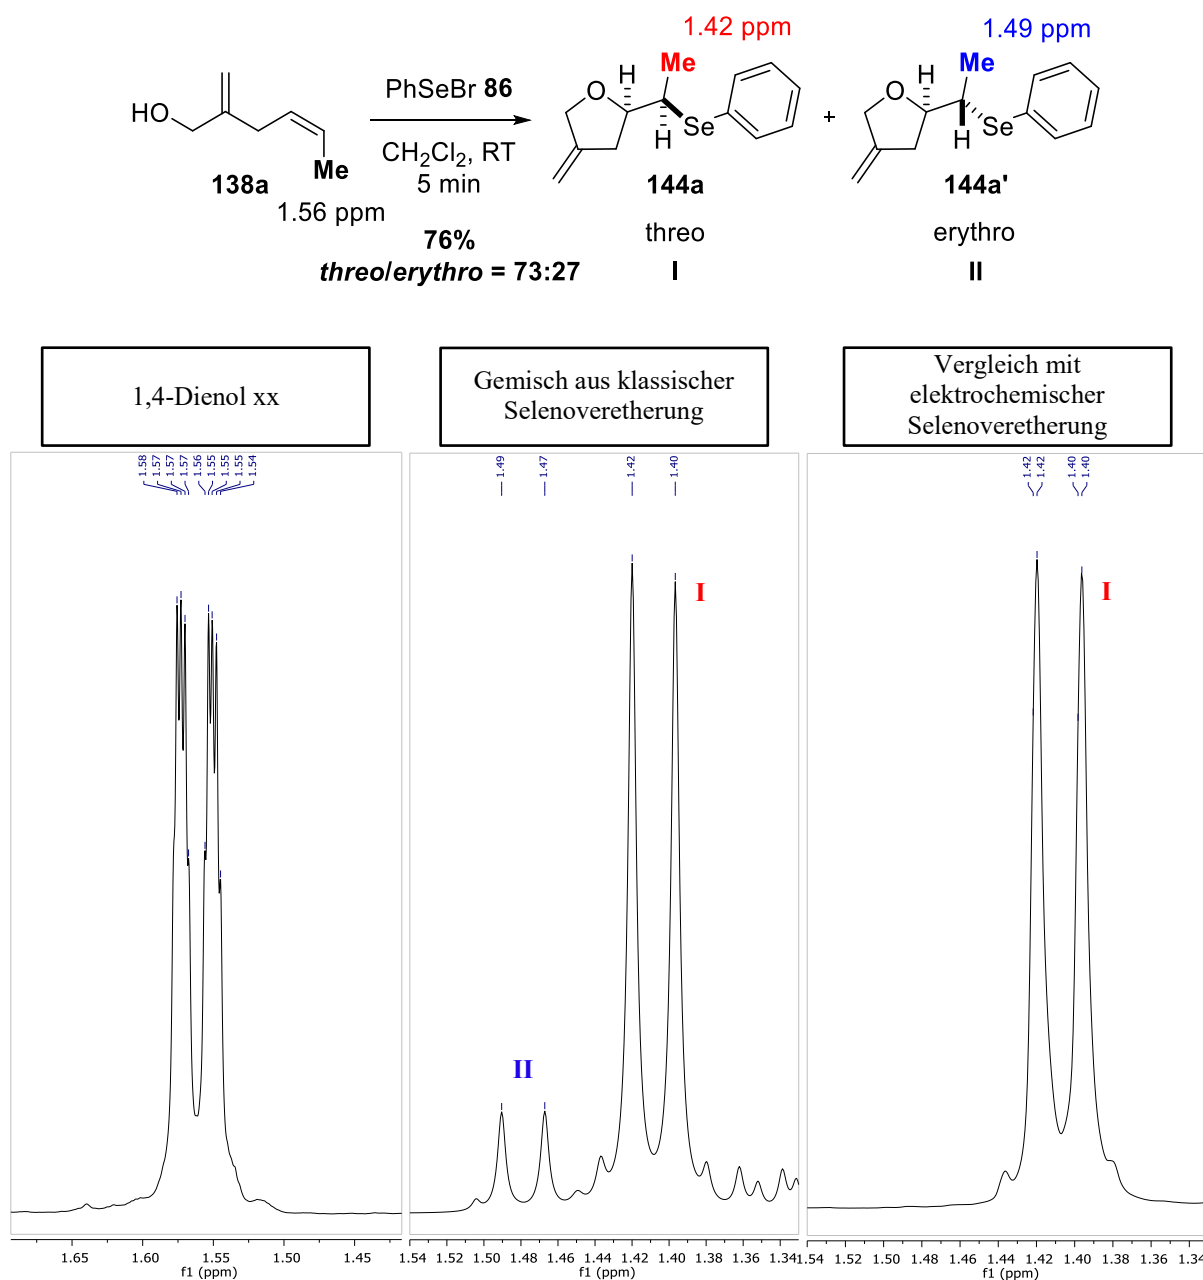 1.42 ppm
1.49 ppm
H
Me
H
Me
HO
PhSeBr 86
O
O
Se
+
Se
H
H
CH2Cl2, RT
Me
138a
5 min
144a
144a'
1.56 ppm
76%
threo
erythro
threo/erythro = 73:27
I
II
1,4-Dienol xx
Gemisch aus klassischer
Selenoveretherung
Vergleich mit
elektrochemischer
Selenoveretherung
1.58
1.57
1.57
1.57
1.56
1.55
1.55
1.55
1.54
1.49
1.47
1.42
1.40
1.42
1.42
1.40
1.40
I
I
II
1.65 1.60 1.55 1.50 1.45
f1 (ppm)
1.54 1.52 1.50 1.48 1.46 1.44 1.42 1.40 1.38 1.36 1.34
f1 (ppm)
1.54 1.52 1.50 1.48 1.46 1.44 1.42 1.40 1.38 1.36 1.34
f1 (ppm)